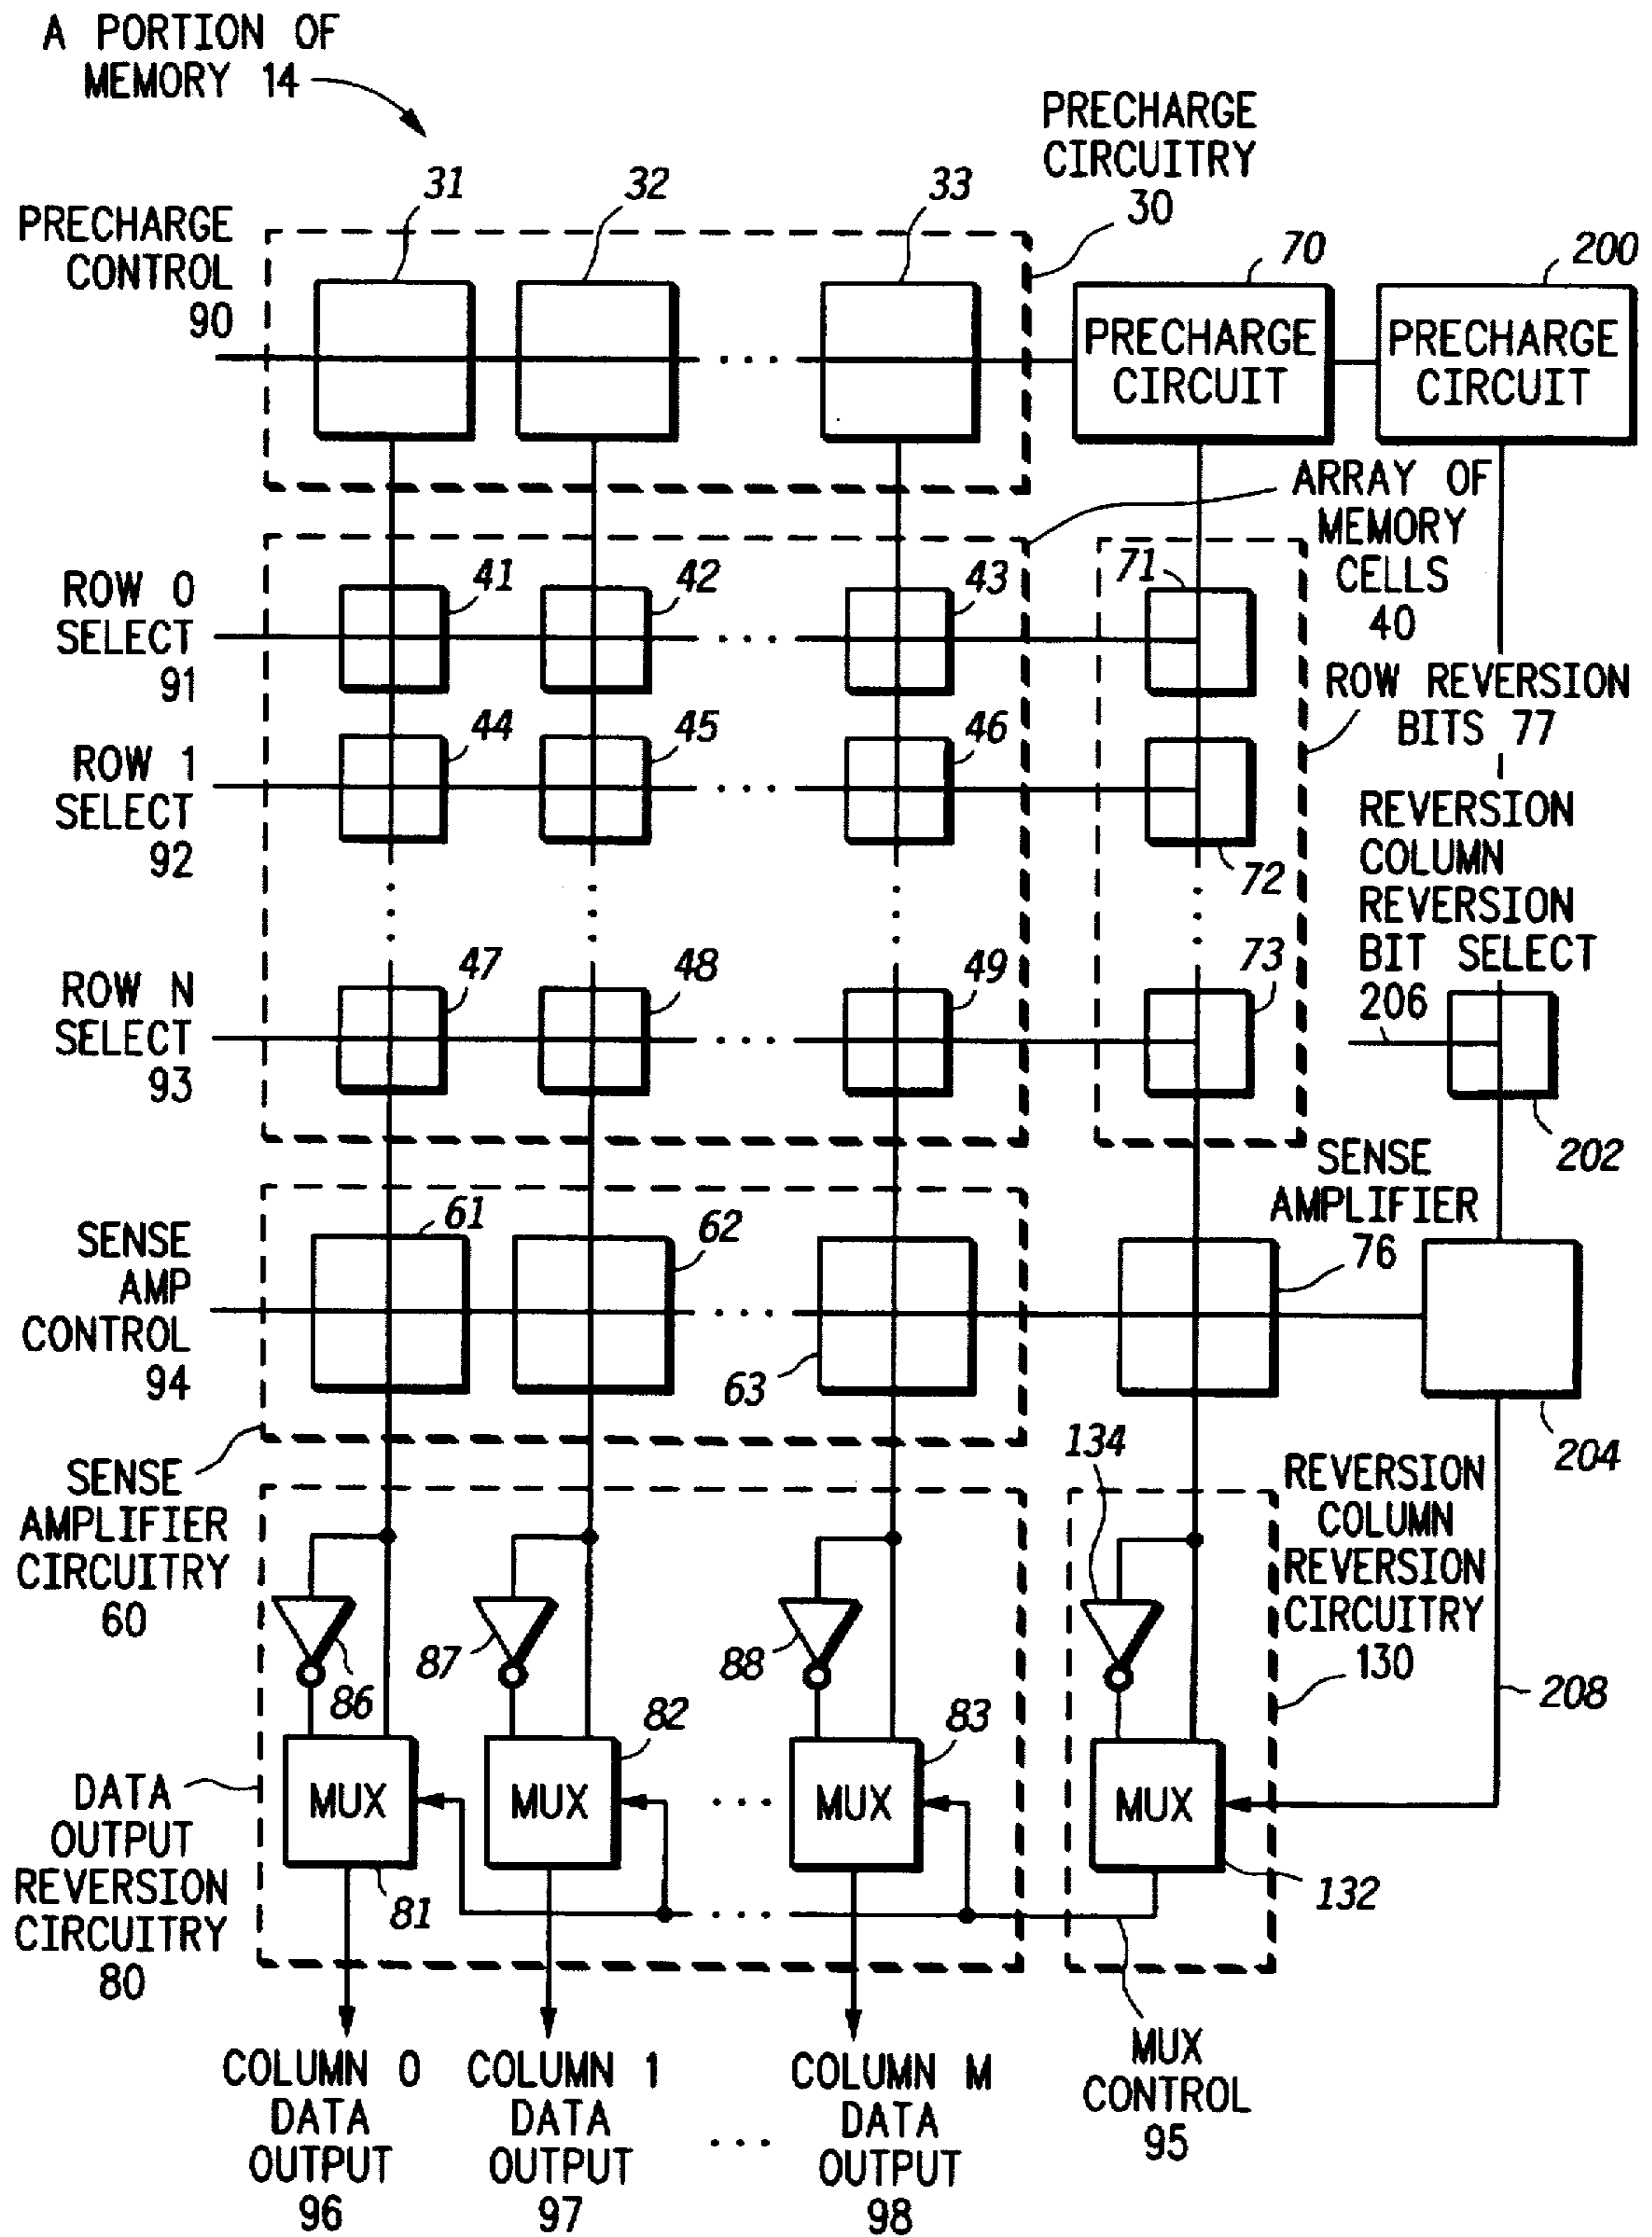 A PORTION OF
MEMORY 14
PRECHARGE
CIRCUITRY
30
31
32
33
70
200
PRECHARGE
CONTROL
90
PRECHARGE
CIRCUIT
PRECHARGE
CIRCUIT
ARRAY OF
MEMORY
CELLS
40
ROW 0
SELECT
91
41
42
43
71
ROW REVERSION
BITS 77
ROW 1
SELECT
92
44
45
46
72
REVERSION
COLUMN
REVERSION
BIT SELECT
206
ROW N
SELECT
93
47
48
49
73
202
SENSE
AMPLIFIER
76
SENSE
AMP
CONTROL
94
61
62
63
204
SENSE
AMPLIFIER
CIRCUITRY
60
134
REVERSION
COLUMN
REVERSION
CIRCUITRY
130
86
87
88
208
82
83
MUX
MUX
MUX
MUX
DATA
OUTPUT
REVERSION
CIRCUITRY
80
81
132
COLUMN 0
DATA
OUTPUT
96
COLUMN 1
DATA
OUTPUT
97
COLUMN M
DATA
OUTPUT
98
MUX
CONTROL
95